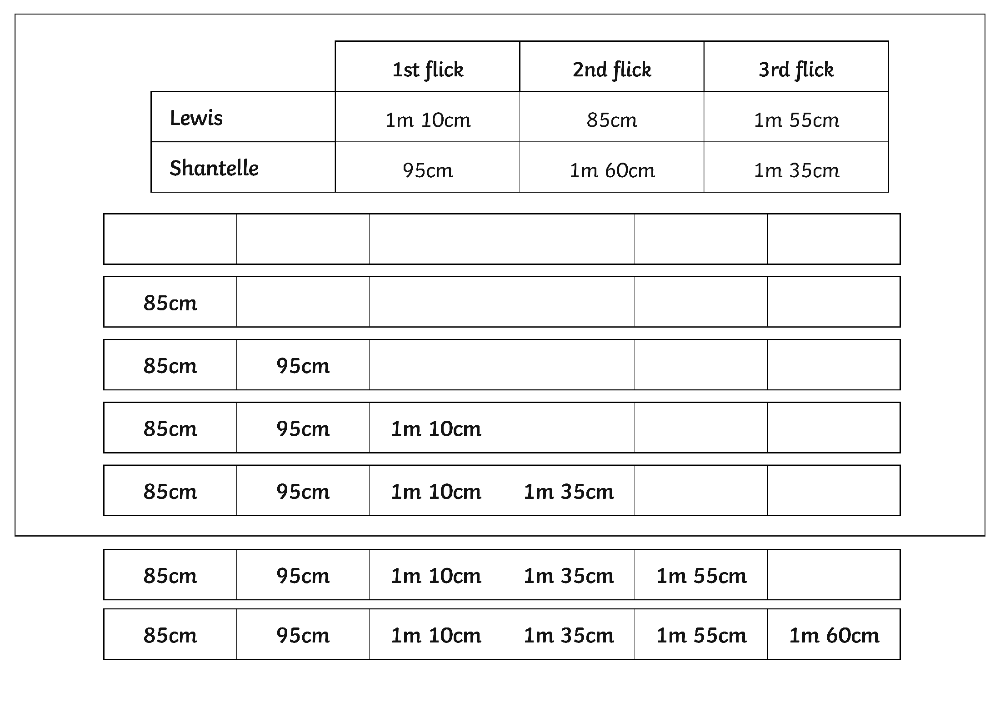 1st flick 2nd flick 3rd flick
Lewis 1m 10cm 85cm 1m 55cm
Shantelle 95cm 1m 60cm 1m 35cm
85cm
85cm 95cm
85cm 95cm 1m 10cm
85cm 95cm 1m 10cm 1m 35cm
85cm 95cm 1m 10cm 1m 35cm 1m 55cm
85cm 95cm 1m 10cm 1m 35cm 1m 55cm 1m 60cm